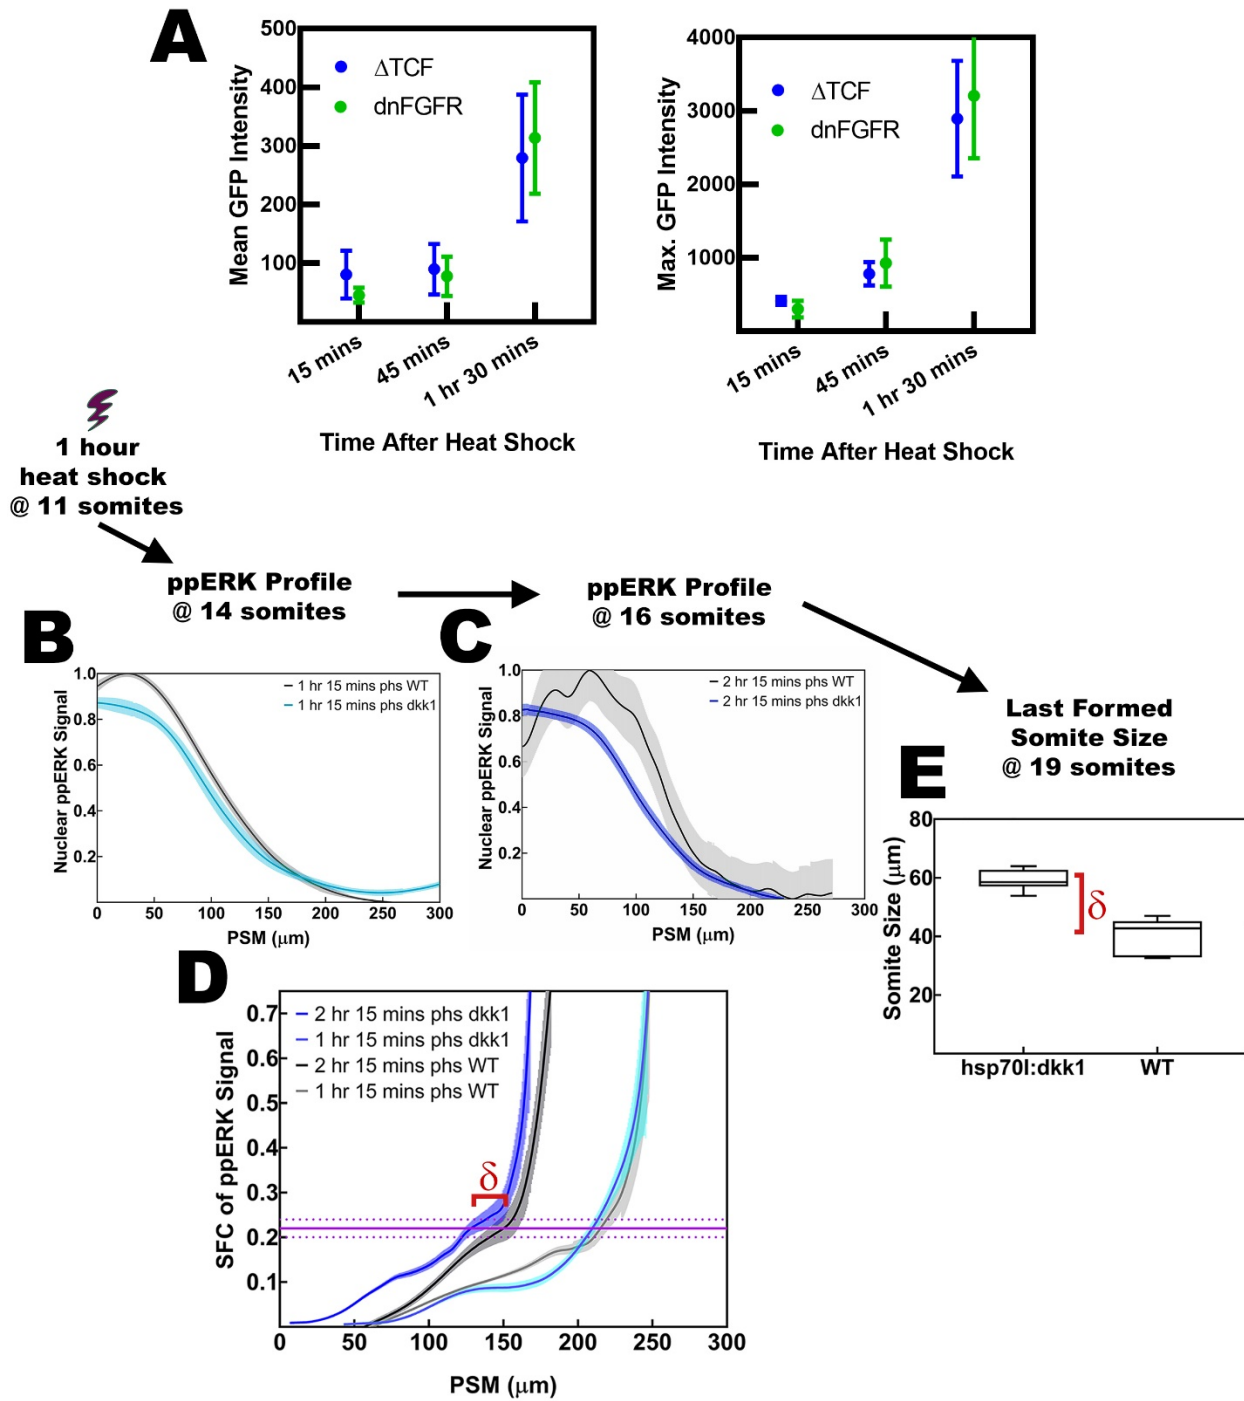 A
500
400
300
200
100
Mean GFP Intensity
ΔTCF
dnFGFR
15 mins
45 mins
1 hr 30 mins
Time After Heat Shock
4000
3000
2000
1000
Max. GFP Intensity
ΔTCF
dnFGFR
15 mins
45 mins
1 hr 30 mins
Time After Heat Shock
1 hour
heat shock
@ 11 somites
ppERK Profile
@ 14 somites
ppERK Profile
@ 16 somites
Last Formed
Somite Size
@ 19 somites
B
1.0
0.8
0.6
0.4
0.2
Nuclear ppERK Signal
1 hr 15 mins phs WT
1 hr 15 mins phs dkk1
0 50 100 150 200 250 300
PSM (μm)
C
1.0
0.8
0.6
0.4
0.2
Nuclear ppERK Signal
2 hr 15 mins phs WT
2 hr 15 mins phs dkk1
0 50 100 150 200 250 300
PSM (μm)
D
0.7
0.6
0.5
0.4
0.3
0.2
0.1
SFC of ppERK Signal
2 hr 15 mins phs dkk1
1 hr 15 mins phs dkk1
2 hr 15 mins phs WT
1 hr 15 mins phs WT
δ
0 50 100 150 200 250 300
PSM (μm)
E
80
60
40
20
Somite Size (μm)
δ
hsp70l:dkk1 WT